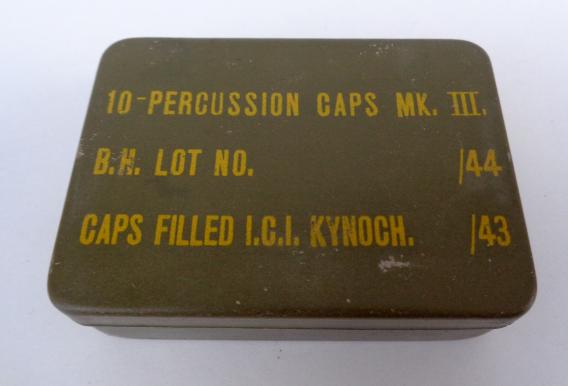 10-PERCUSSION CAPS MK. III.
B.H. LOT NO. /44
CAPS FILLED I.C.I. KYNOCH. /43